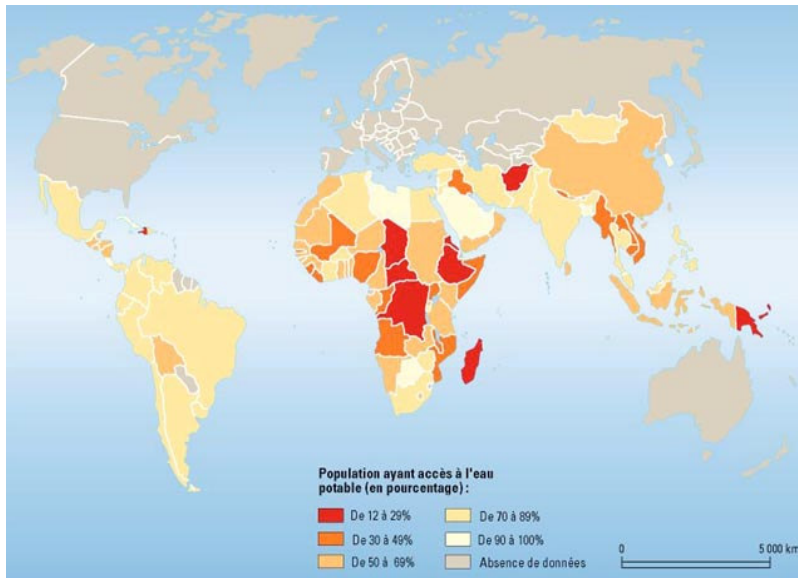 Population ayant accès à l'eau
potable (en pourcentage) :
De 12 à 29%
De 70 à 89%
De 30 à 49%
De 90 à 100%
De 50 à 69%
Absence de données
0 5 000 km